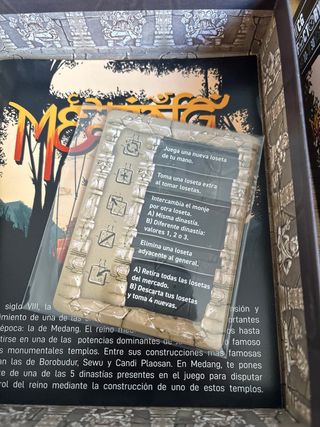 MEDANG
Juega una nueva loseta
de tu mano.
Toma una loseta extra
al tomar losetas.
Intercambia el monje
por otra loseta.
A) Misma dinastía.
B) Diferente dinastía:
valores 1, 2 o 3.
Elimina una loseta
adyacente al general.
A) Retira todas las losetas
del mercado.
B) Descarta tus losetas
y toma 4 nuevas.
siglo VIII, la
imiento de una de las
época: la de Medang. El reino
hasta
tirse en una de las potencias dominantes de
famoso
s monumentales templos. Entre sus construcciones más famosas
an las de Borobudur, Sewu y Candi Plaosan. En Medang, te pones
te de una de las 5 dinastías presentes en el juego para disputar
rol del reino mediante la construcción de uno de estos templos.